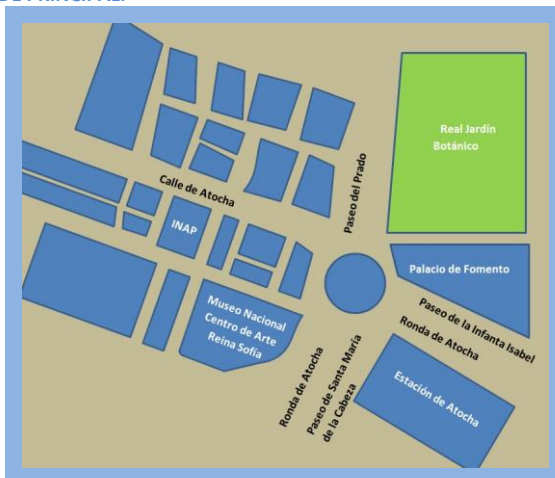 Real Jardín
Botánico
Paseo del Prado
Calle de Atocha
INAP
Palacio de Fomento
Museo Nacional
Centro de Arte
Reina Sofía
Paseo de la Infanta Isabel
Ronda de Atocha
Estación de Atocha
Ronda de Atocha
Paseo de Santa María
de la Cabeza